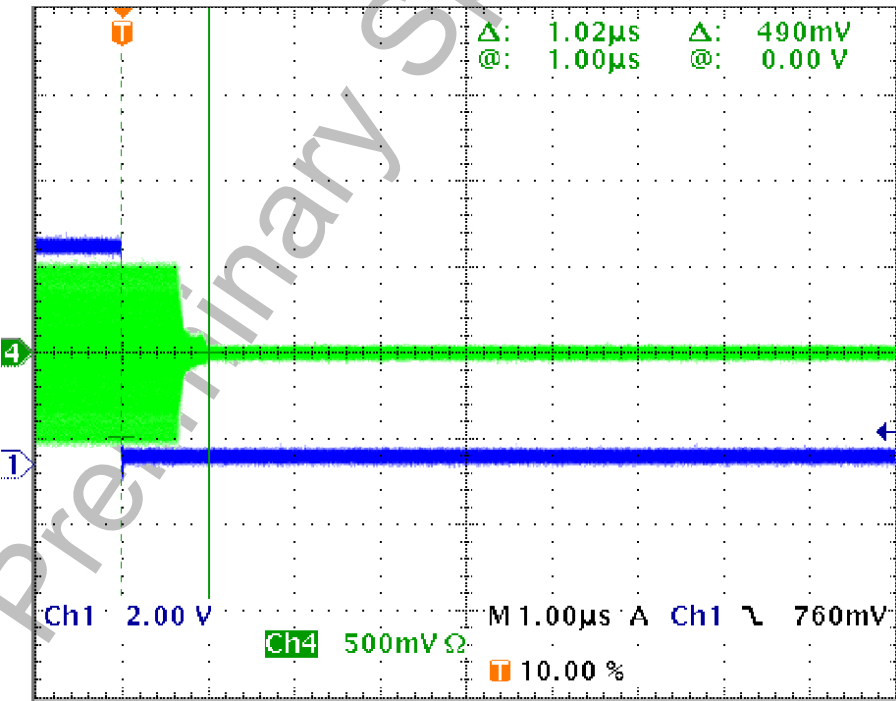 T
Δ: 1.02µs Δ: 490mV
@: 1.00µs @: 0.00 V
Preliminary
4
1
Ch1 2.00 V
M 1.00µs A Ch1 760mV
Ch4 500mV Ω
T 10.00 %